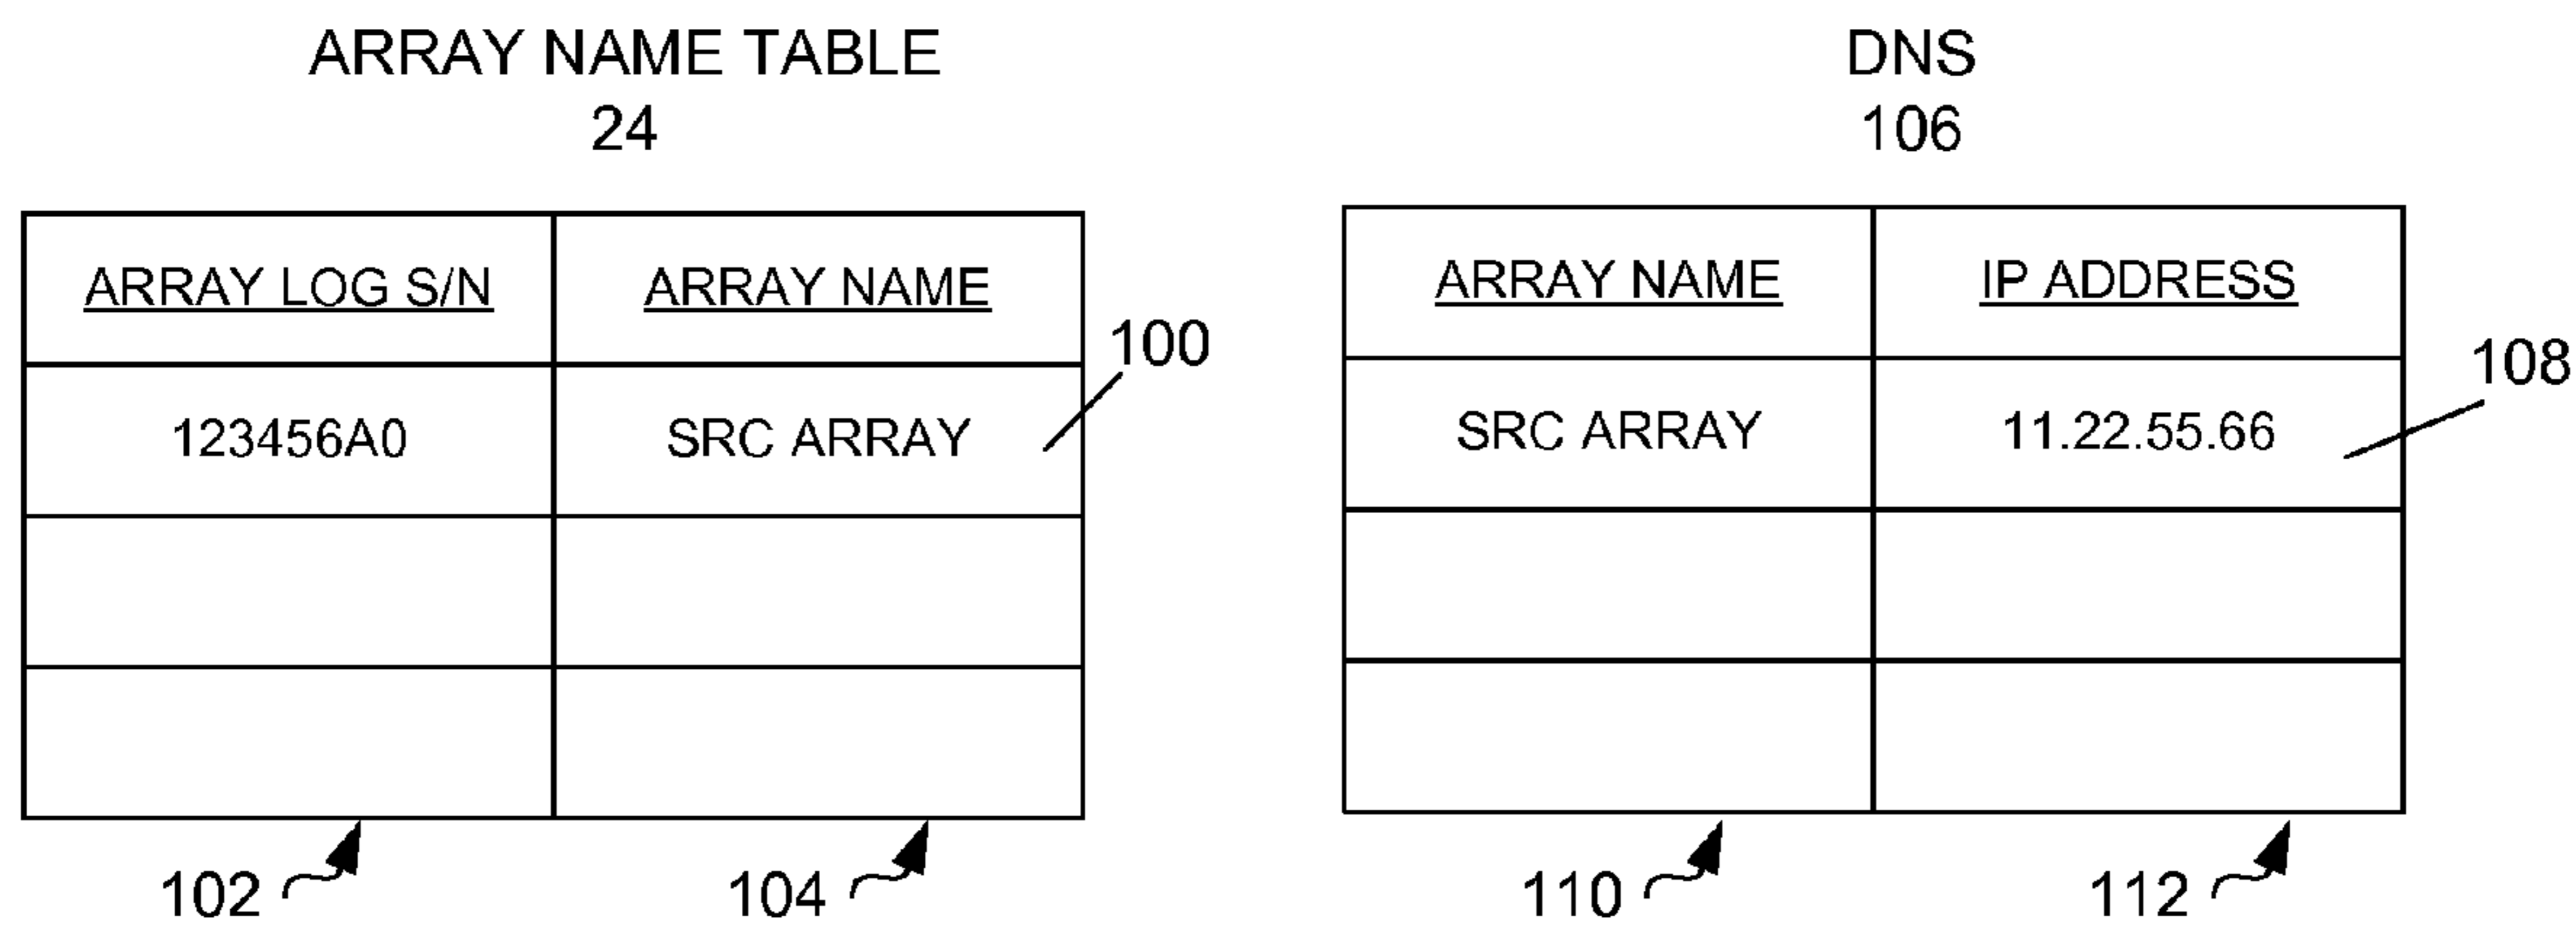 ARRAY NAME TABLE
24
ARRAY LOG S/N ARRAY NAME
100
123456A0 SRC ARRAY
102 104
DNS
106
ARRAY NAME IP ADDRESS
108
SRC ARRAY 11.22.55.66
110 112